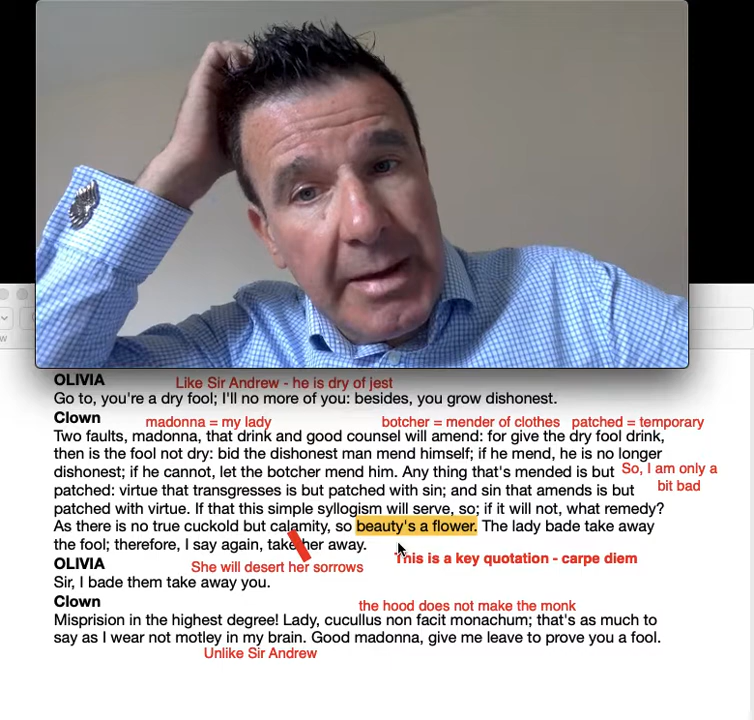 OLIVIA Like Sir Andrew - he is dry of jest
Go to, you're a dry fool; I'll no more of you: besides, you grow dishonest.
Clown madonna = my lady botcher = mender of clothes patched = temporary
Two faults, madonna, that drink and good counsel will amend: for give the dry fool drink,
then is the fool not dry: bid the dishonest man mend himself; if he mend, he is no longer
dishonest; if he cannot, let the botcher mend him. Any thing that's mended is but So, I am only a
patched: virtue that transgresses is but patched with sin; and sin that amends is but bit bad
patched with virtue. If that this simple syllogism will serve, so; if it will not, what remedy?
As there is no true cuckold but calamity, so beauty's a flower. The lady bade take away
the fool; therefore, I say again, take her away.
This is a key quotation - carpe diem
OLIVIA She will desert her sorrows
Sir, I bade them take away you.
Clown the hood does not make the monk
Misprision in the highest degree! Lady, cucullus non facit monachum; that's as much to
say as I wear not motley in my brain. Good madonna, give me leave to prove you a fool.
Unlike Sir Andrew